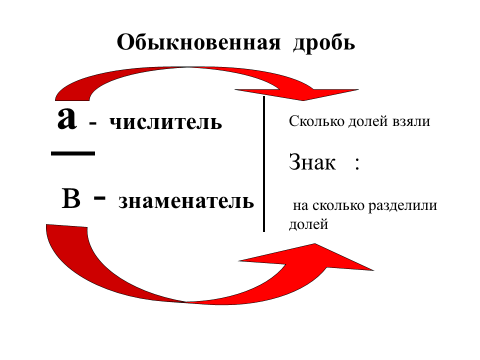 Обыкновенная дробь
а - числитель
Сколько долей взяли
Знак :
в - знаменатель
на сколько разделили
долей